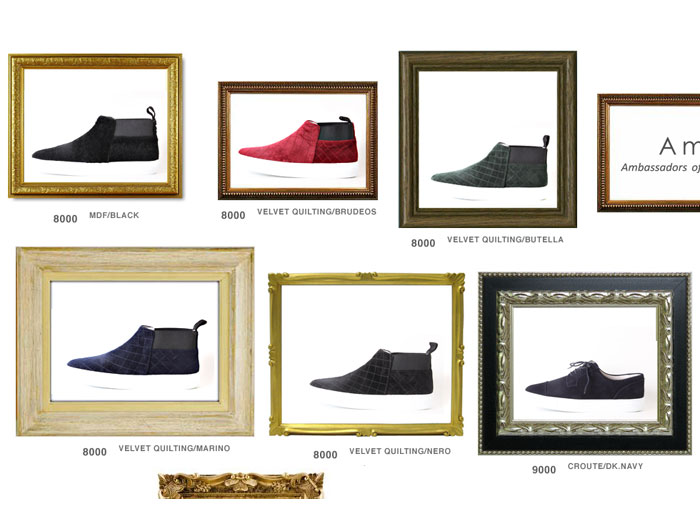 8000 MDF/BLACK
8000 VELVET QUILTING/BRUDEOS
8000 VELVET QUILTING/BUTELLA
Am
Ambassadors of
8000 VELVET QUILTING/MARINO
8000 VELVET QUILTING/NERO
9000 CROUTE/DK.NAVY